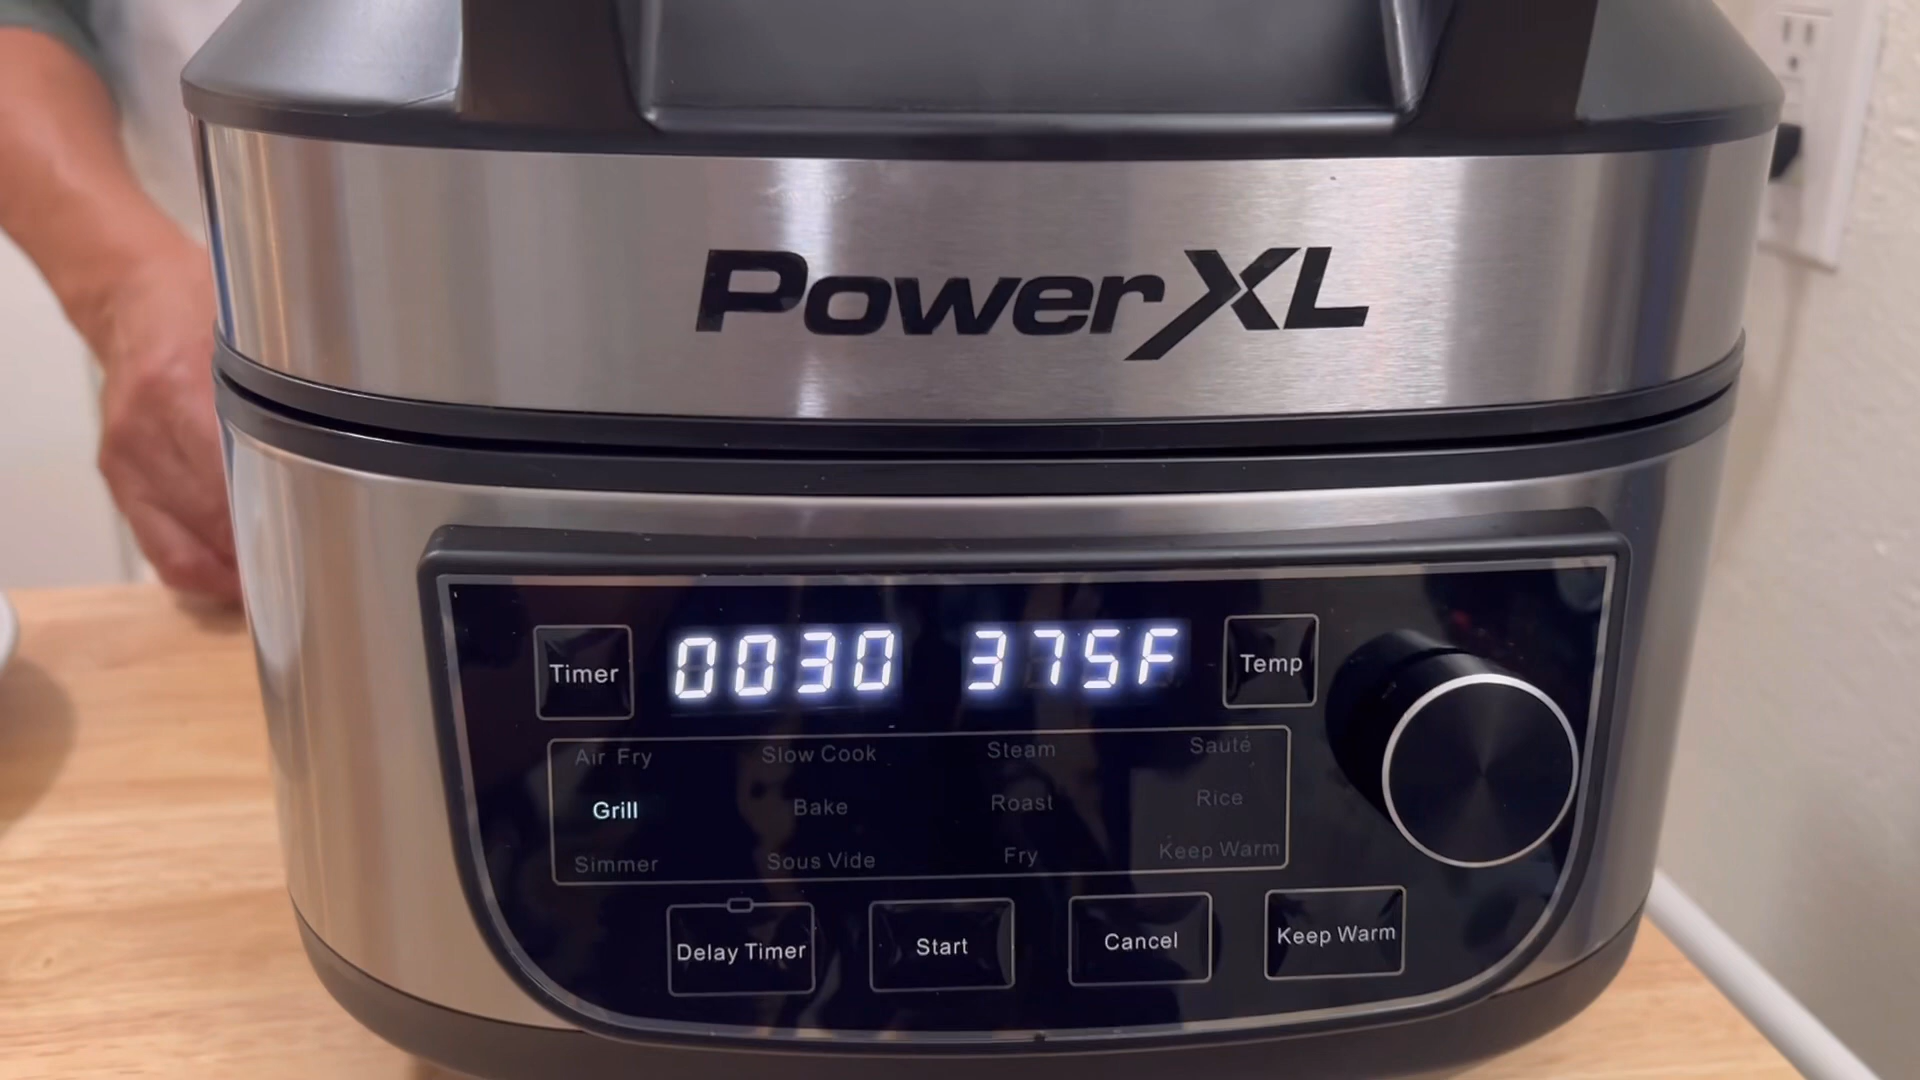 PowerXL
Timer 0030 375F Temp
Air Fry Slow Cook Steam Sauté
Grill Bake Roast Rice
Simmer Sous Vide Fry Keep Warm
Delay Timer Start Cancel Keep Warm